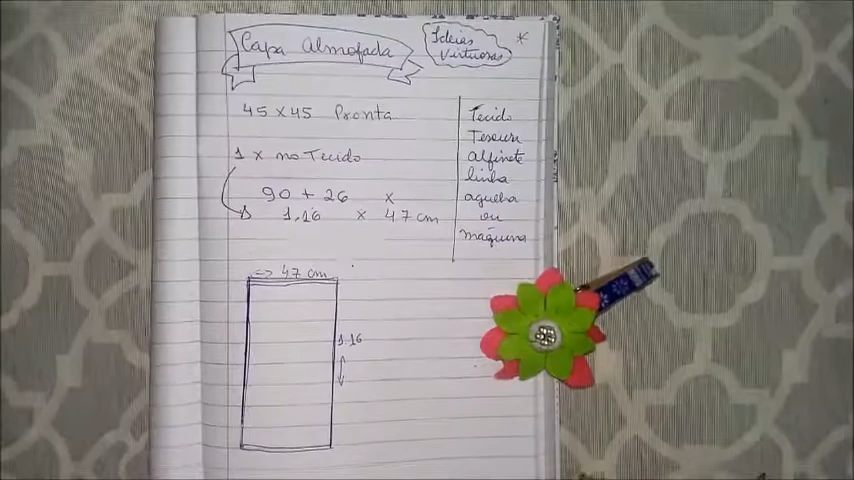 Capa Almofada
Ideias
Virtuosas
*
45 x 45 Pronta
1 x no Tecido
90 + 26 x
1,16 x 47 cm
Tecido
Tesoura
alfinete
linha
agulha
ou
máquina
<-> 47 cm
1.16